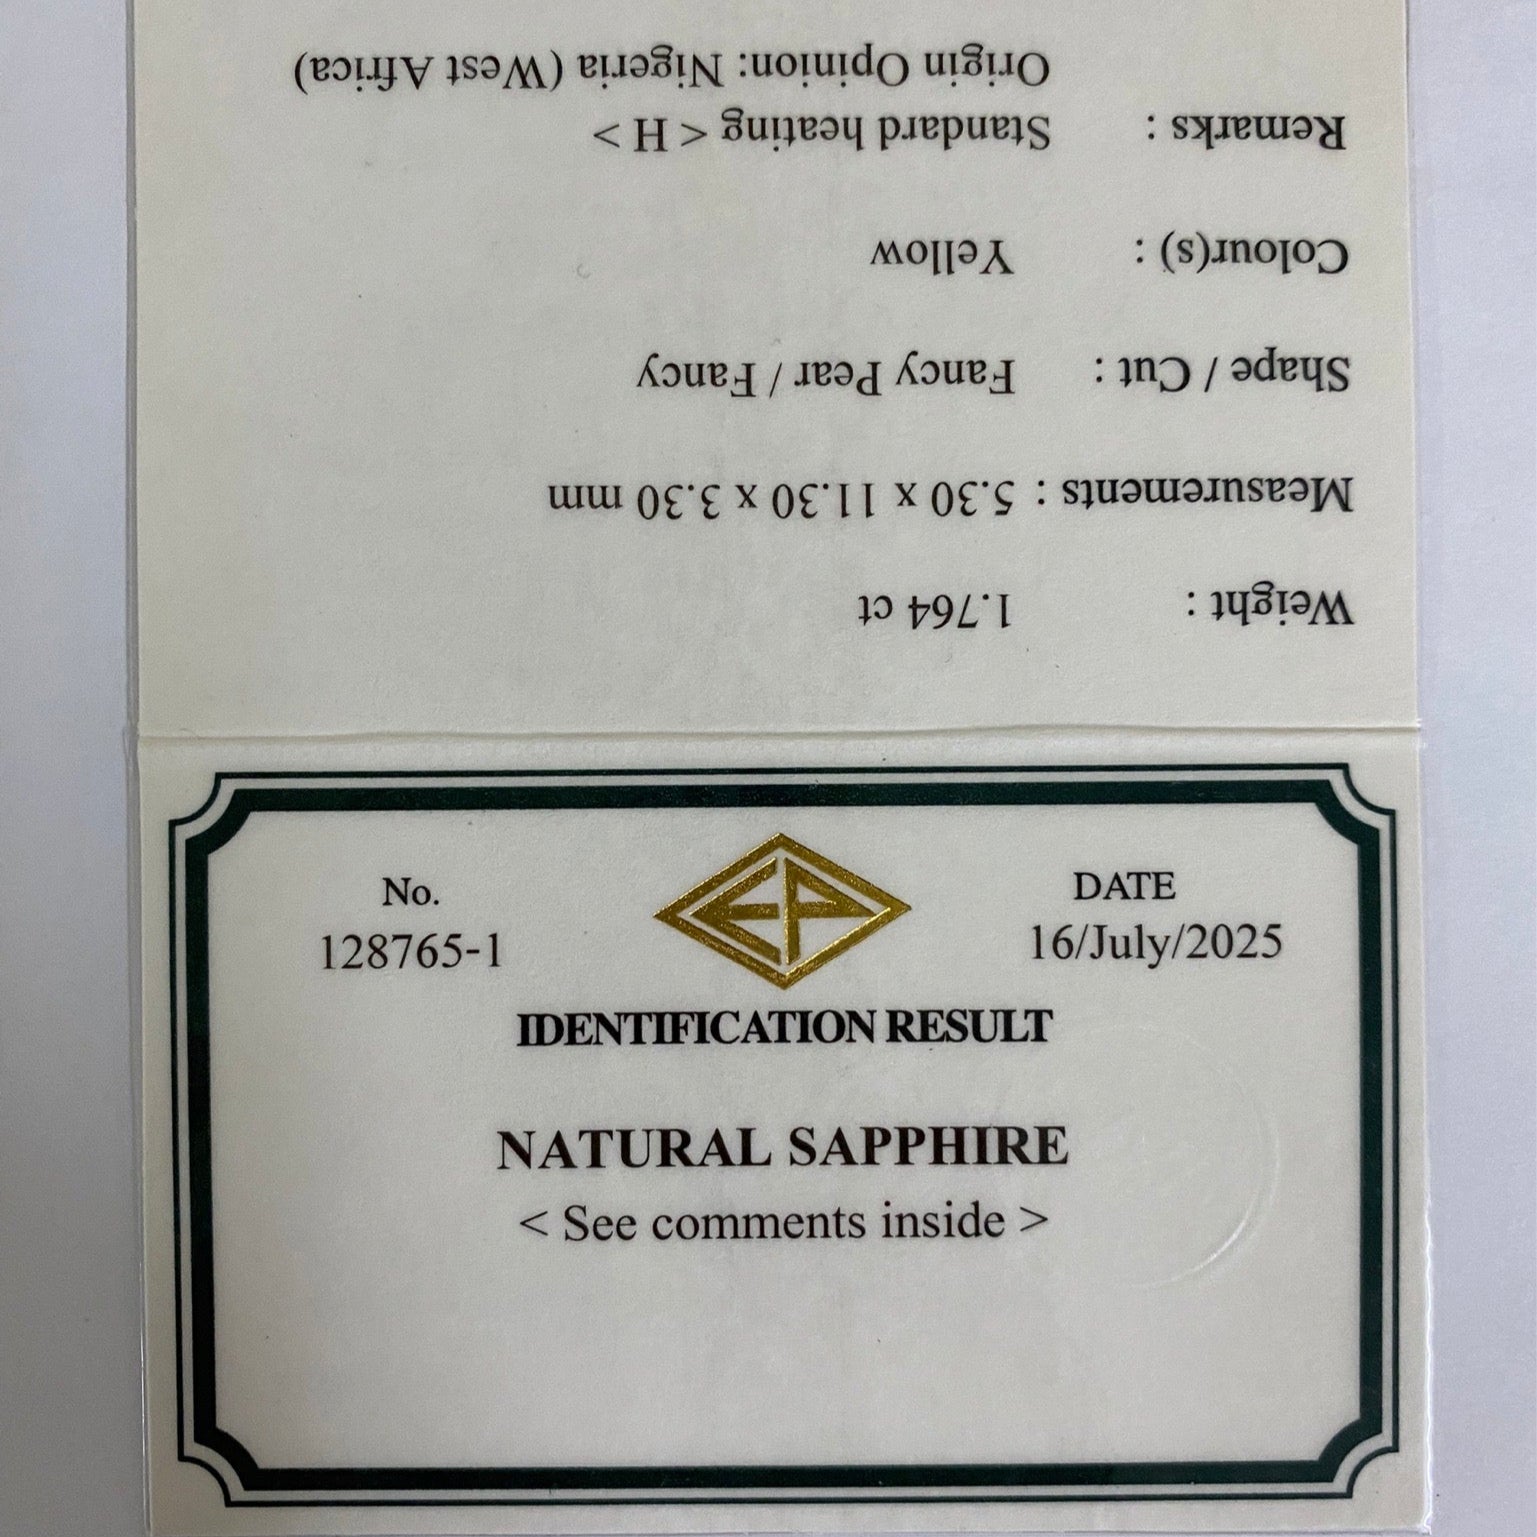 No.
128765-1
EP
DATE
16/July/2025
IDENTIFICATION RESULT
NATURAL SAPPHIRE
< See comments inside >
Weight : 1.764 ct
Measurements : 5.30 x 11.30 x 3.30 mm
Shape / Cut : Fancy Pear / Fancy
Colour(s) : Yellow
Remarks : Standard heating < H >
Origin Opinion: Nigeria (West Africa)